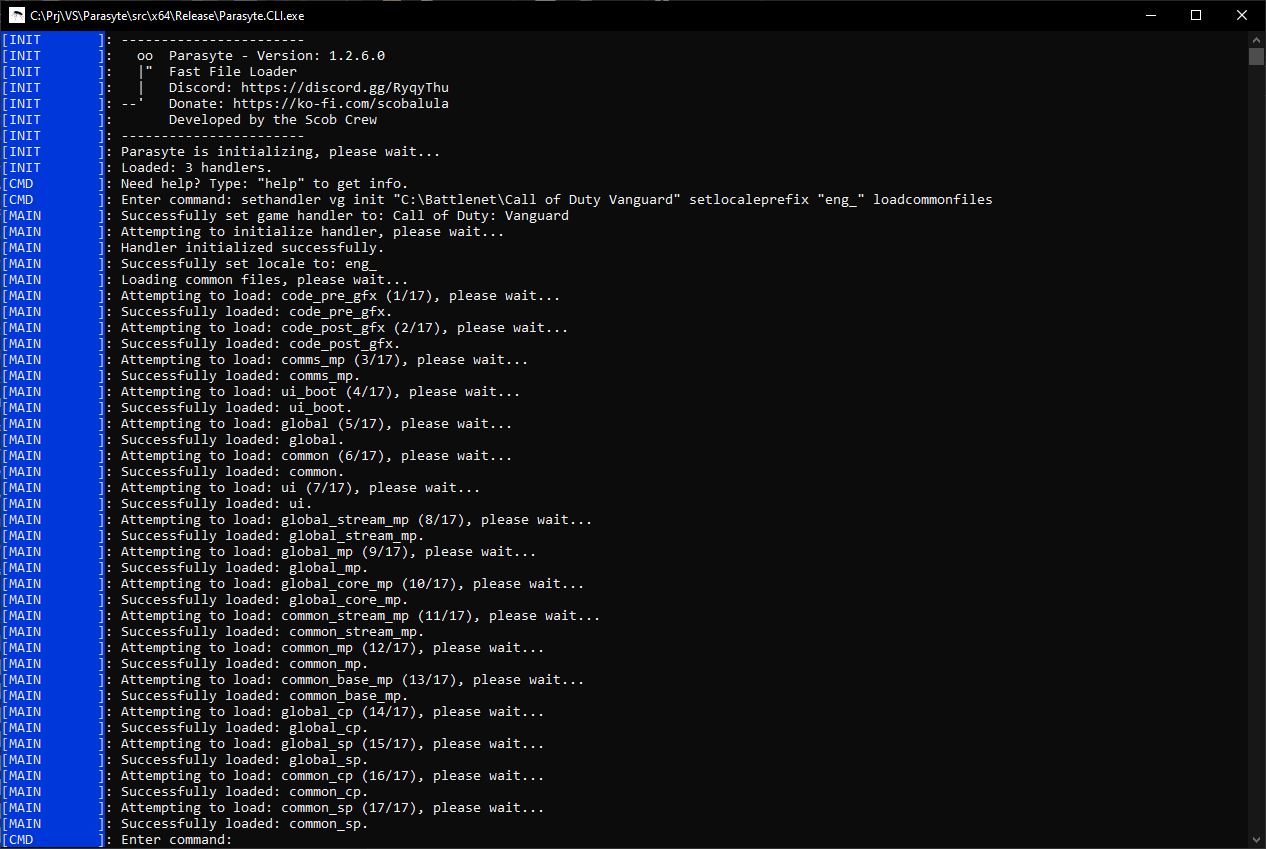 C:\Prj\VS\Parasyte\src\x64\Release\Parasyte.CLI.exe
[INIT       ]: -----------------------
[INIT       ]:   oo  Parasyte - Version: 1.2.6.0
[INIT       ]:   |"  Fast File Loader
[INIT       ]:   |   Discord: https://discord.gg/RyqyThu
[INIT       ]: --'   Donate: https://ko-fi.com/scobalula
[INIT       ]:       Developed by the Scob Crew
[INIT       ]: -----------------------
[INIT       ]: Parasyte is initializing, please wait...
[INIT       ]: Loaded: 3 handlers.
[CMD        ]: Need help? Type: "help" to get info.
[CMD        ]: Enter command: sethandler vg init "C:\Battlenet\Call of Duty Vanguard" setlocaleprefix "eng_" loadcommonfiles
[MAIN       ]: Successfully set game handler to: Call of Duty: Vanguard
[MAIN       ]: Attempting to initialize handler, please wait...
[MAIN       ]: Handler initialized successfully.
[MAIN       ]: Successfully set locale to: eng_
[MAIN       ]: Loading common files, please wait...
[MAIN       ]: Attempting to load: code_pre_gfx (1/17), please wait...
[MAIN       ]: Successfully loaded: code_pre_gfx.
[MAIN       ]: Attempting to load: code_post_gfx (2/17), please wait...
[MAIN       ]: Successfully loaded: code_post_gfx.
[MAIN       ]: Attempting to load: comms_mp (3/17), please wait...
[MAIN       ]: Successfully loaded: comms_mp.
[MAIN       ]: Attempting to load: ui_boot (4/17), please wait...
[MAIN       ]: Successfully loaded: ui_boot.
[MAIN       ]: Attempting to load: global (5/17), please wait...
[MAIN       ]: Successfully loaded: global.
[MAIN       ]: Attempting to load: common (6/17), please wait...
[MAIN       ]: Successfully loaded: common.
[MAIN       ]: Attempting to load: ui (7/17), please wait...
[MAIN       ]: Successfully loaded: ui.
[MAIN       ]: Attempting to load: global_stream_mp (8/17), please wait...
[MAIN       ]: Successfully loaded: global_stream_mp.
[MAIN       ]: Attempting to load: global_mp (9/17), please wait...
[MAIN       ]: Successfully loaded: global_mp.
[MAIN       ]: Attempting to load: global_core_mp (10/17), please wait...
[MAIN       ]: Successfully loaded: global_core_mp.
[MAIN       ]: Attempting to load: common_stream_mp (11/17), please wait...
[MAIN       ]: Successfully loaded: common_stream_mp.
[MAIN       ]: Attempting to load: common_mp (12/17), please wait...
[MAIN       ]: Successfully loaded: common_mp.
[MAIN       ]: Attempting to load: common_base_mp (13/17), please wait...
[MAIN       ]: Successfully loaded: common_base_mp.
[MAIN       ]: Attempting to load: global_cp (14/17), please wait...
[MAIN       ]: Successfully loaded: global_cp.
[MAIN       ]: Attempting to load: global_sp (15/17), please wait...
[MAIN       ]: Successfully loaded: global_sp.
[MAIN       ]: Attempting to load: common_cp (16/17), please wait...
[MAIN       ]: Successfully loaded: common_cp.
[MAIN       ]: Attempting to load: common_sp (17/17), please wait...
[MAIN       ]: Successfully loaded: common_sp.
[CMD        ]: Enter command: